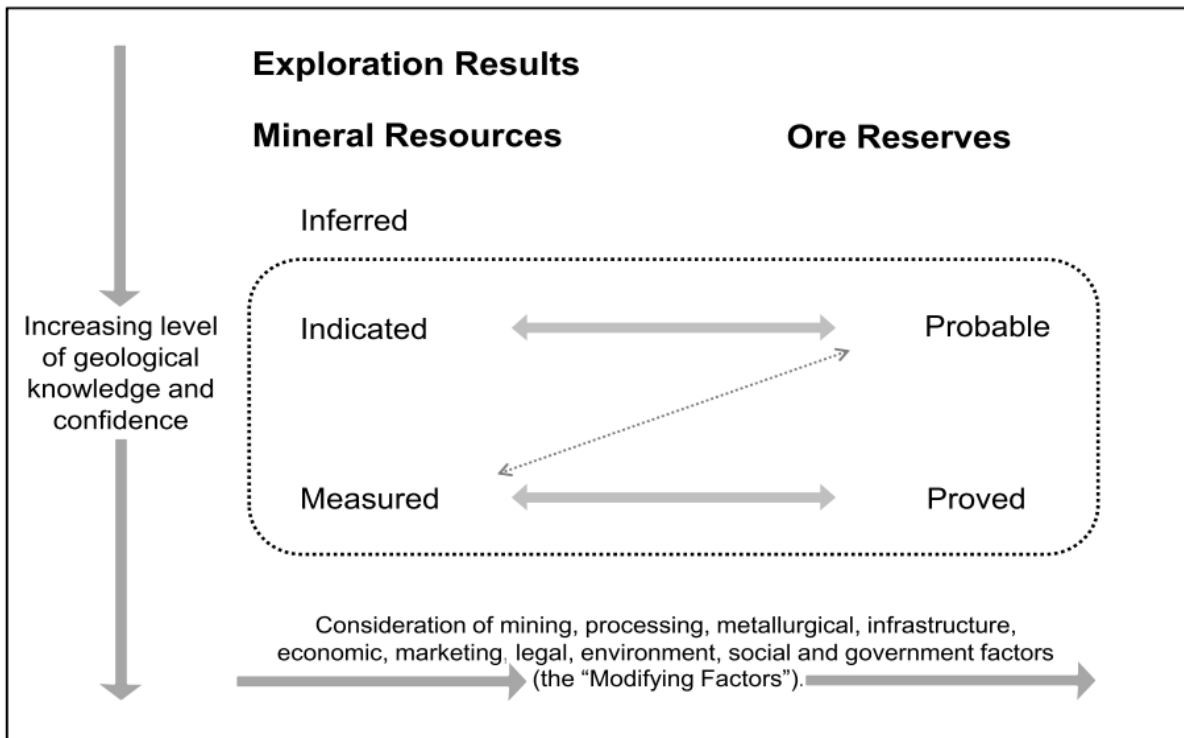 Exploration Results
Mineral Resources
Ore Reserves
Inferred
Increasing level
of geological
knowledge and
confidence
Indicated
Probable
Measured
Proved
Consideration of mining, processing, metallurgical, infrastructure,
economic, marketing, legal, environment, social and government factors
(the “Modifying Factors”).